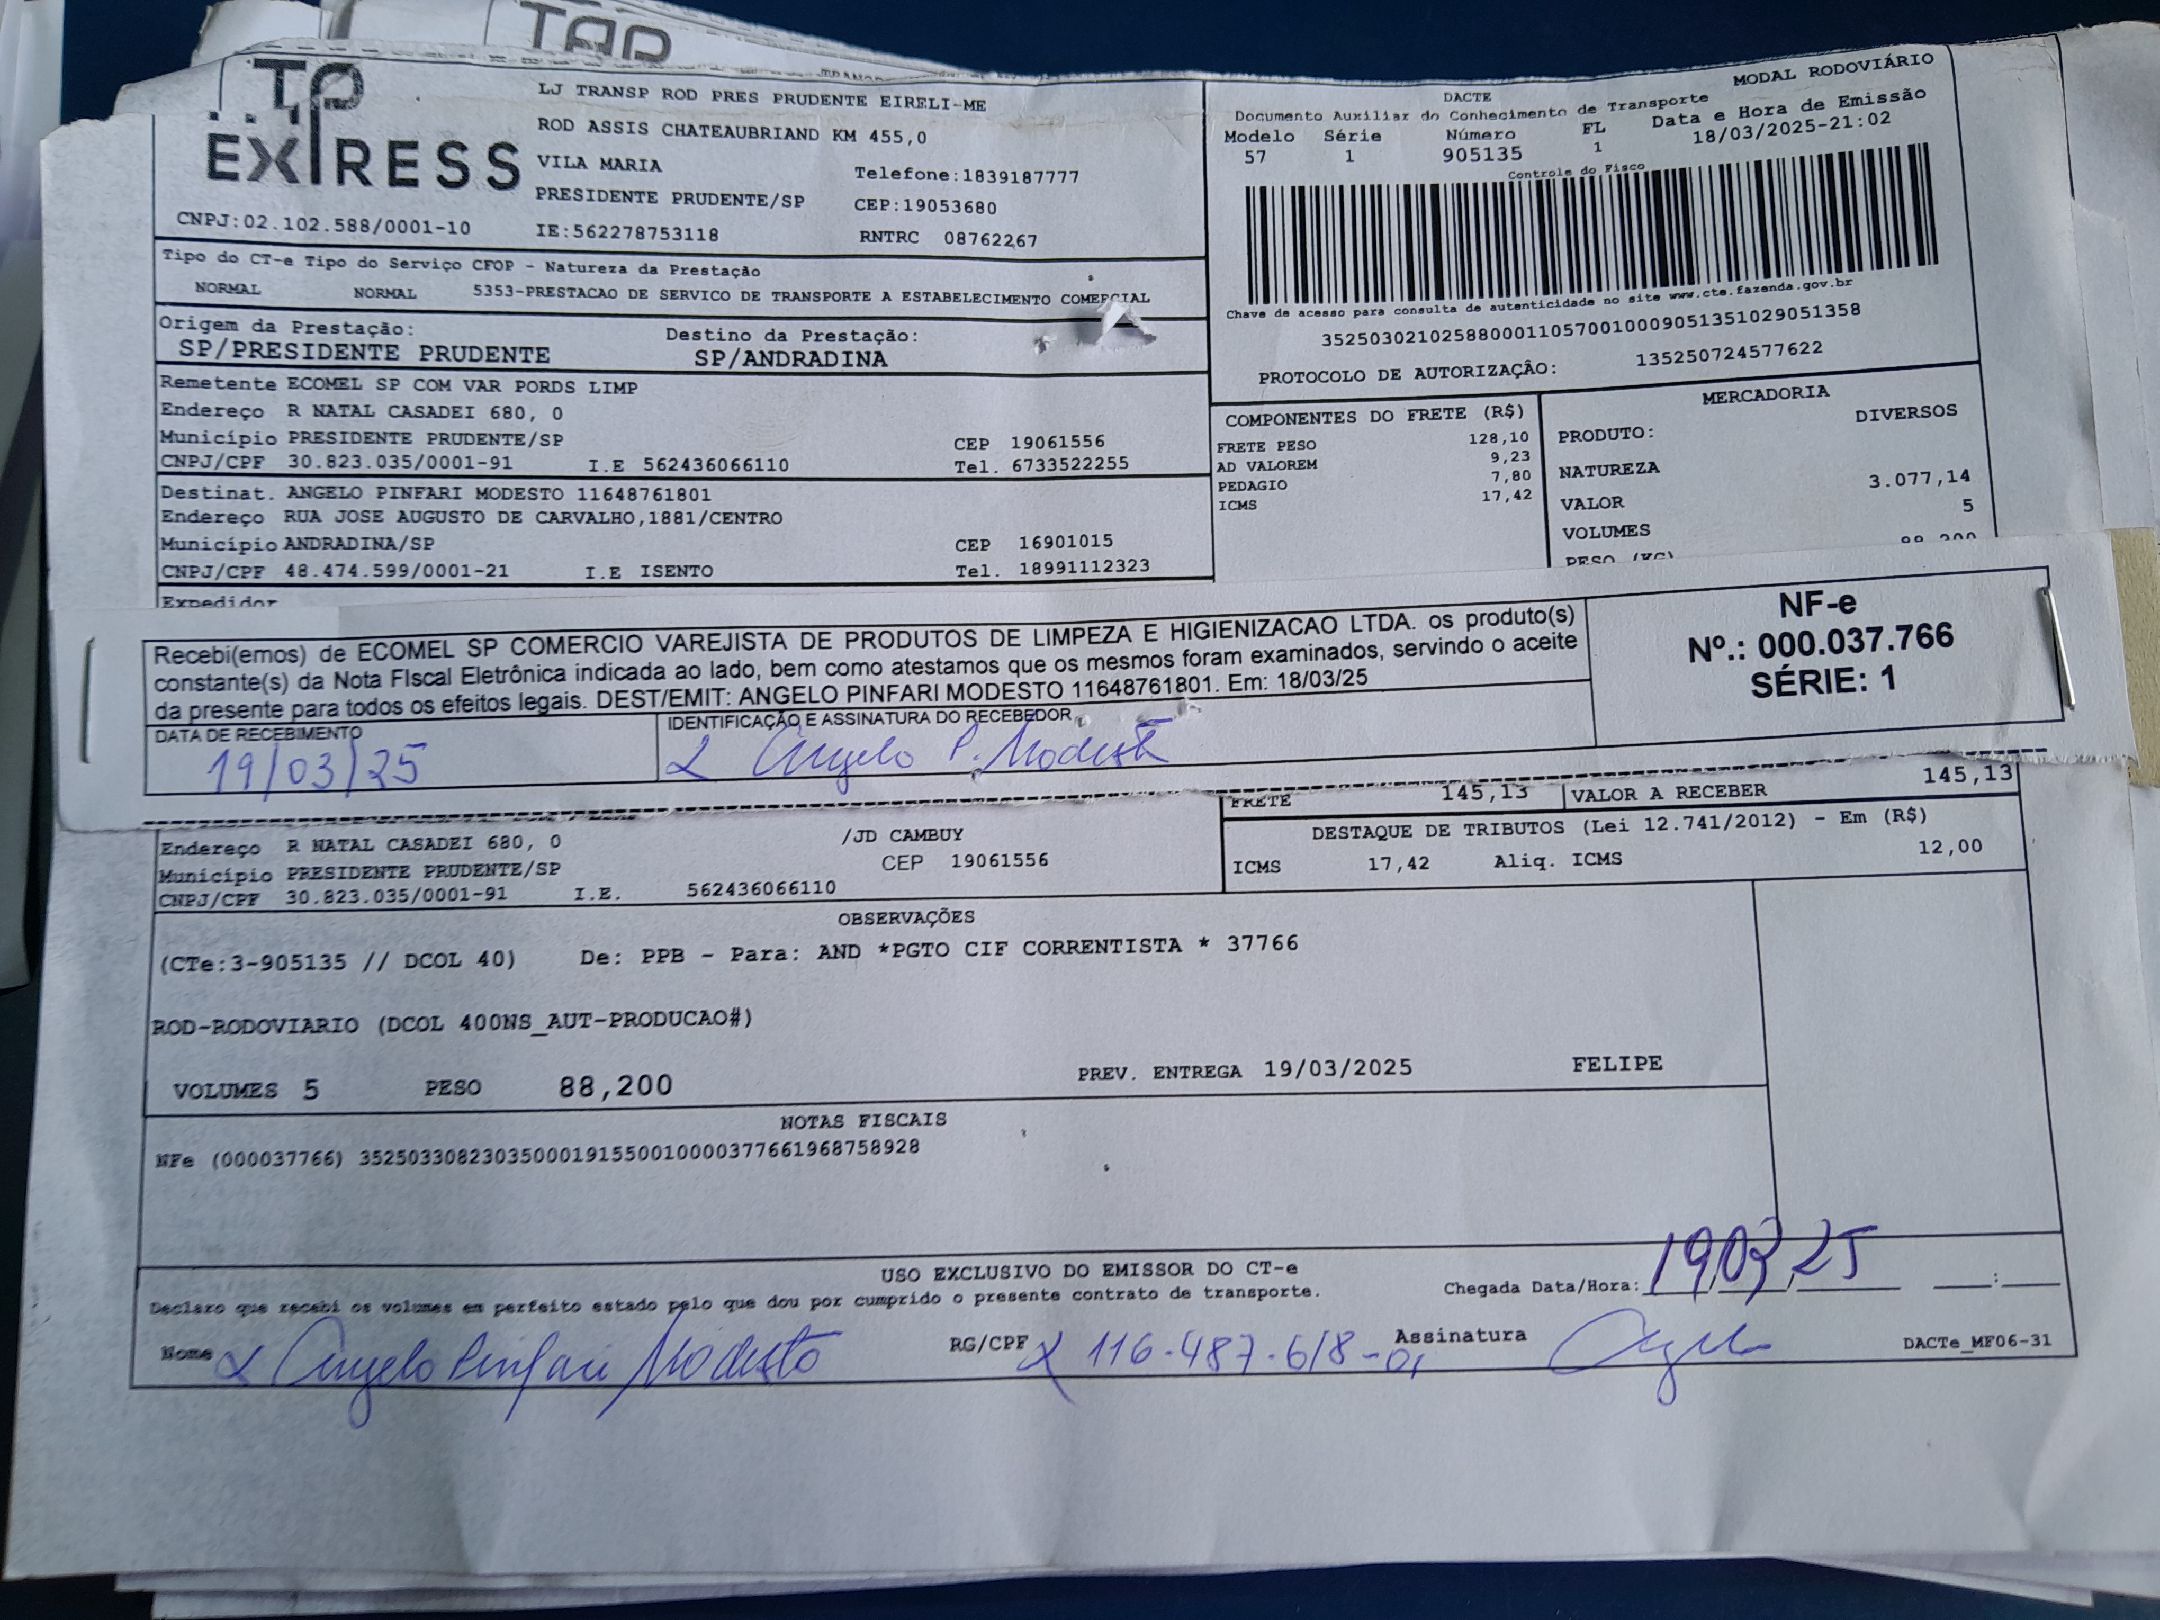 TP
EXPRESS
LJ TRANSP ROD PRES PRUDENTE EIRELI-ME
ROD ASSIS CHATEAUBRIAND KM 455,0
VILA MARIA
Telefone:1839187777
PRESIDENTE PRUDENTE/SP
CEP:19053680
CNPJ:02.102.588/0001-10
IE:562278753118
RNTRC 08762267
DACTE
MODAL RODOVIÁRIO
Documento Auxiliar do Conhecimento de Transporte
Modelo Série Número FL Data e Hora de Emissão
57 1 905135 1 18/03/2025-21:02
Controle do Fisco
Chave de acesso para consulta de autenticidade no site www.cte.fazenda.gov.br
35250302102588000110570010009051351029051358
PROTOCOLO DE AUTORIZAÇÃO: 135250724577622
Tipo do CT-e Tipo do Serviço CFOP - Natureza da Prestação
NORMAL NORMAL 5353-PRESTACAO DE SERVICO DE TRANSPORTE A ESTABELECIMENTO COMERCIAL
Origem da Prestação: Destino da Prestação:
SP/PRESIDENTE PRUDENTE SP/ANDRADINA
Remetente ECOMEL SP COM VAR PORDS LIMP
Endereço R NATAL CASADEI 680, 0
Município PRESIDENTE PRUDENTE/SP CEP 19061556
CNPJ/CPF 30.823.035/0001-91 I.E 562436066110 Tel. 6733522255
Destinat. ANGELO PINFARI MODESTO 11648761801
Endereço RUA JOSE AUGUSTO DE CARVALHO,1881/CENTRO
Município ANDRADINA/SP CEP 16901015
CNPJ/CPF 48.474.599/0001-21 I.E ISENTO Tel. 18991112323
Expedidor
COMPONENTES DO FRETE (R$)
FRETE PESO 128,10
AD VALOREM 9,23
PEDAGIO 7,80
ICMS 17,42
MERCADORIA
PRODUTO: DIVERSOS
NATUREZA
VALOR 3.077,14
VOLUMES 5
PESO (KG) 88,200
Recebi(emos) de ECOMEL SP COMERCIO VAREJISTA DE PRODUTOS DE LIMPEZA E HIGIENIZACAO LTDA. os produto(s)
constante(s) da Nota FIscal Eletrônica indicada ao lado, bem como atestamos que os mesmos foram examinados, servindo o aceite
da presente para todos os efeitos legais. DEST/EMIT: ANGELO PINFARI MODESTO 11648761801. Em: 18/03/25
NF-e
Nº.: 000.037.766
SÉRIE: 1
DATA DE RECEBIMENTO IDENTIFICAÇÃO E ASSINATURA DO RECEBEDOR
19/03/25 Angelo P. Modesto
FRETE 145,13 VALOR A RECEBER 145,13
Endereço R NATAL CASADEI 680, 0 /JD CAMBUY
Município PRESIDENTE PRUDENTE/SP CEP 19061556
CNPJ/CPF 30.823.035/0001-91 I.E. 562436066110
DESTAQUE DE TRIBUTOS (Lei 12.741/2012) - Em (R$)
ICMS 17,42 Aliq. ICMS 12,00
OBSERVAÇÕES
(CTe:3-905135 // DCOL 40) De: PPB - Para: AND *PGTO CIF CORRENTISTA * 37766
ROD-RODOVIARIO (DCOL 400NS_AUT-PRODUCAO#)
VOLUMES 5 PESO 88,200 PREV. ENTREGA 19/03/2025 FELIPE
NOTAS FISCAIS
NFe (000037766) 35250330823035000191550010000377661968758928
USO EXCLUSIVO DO EMISSOR DO CT-e
Declaro que recebi os volumes em perfeito estado pelo que dou por cumprido o presente contrato de transporte.
Chegada Data/Hora: 19/03/25 :
Nome Angelo Pinfari Modesto RG/CPF 116.487.618-01 Assinatura Angelo DACTe_MF06-31